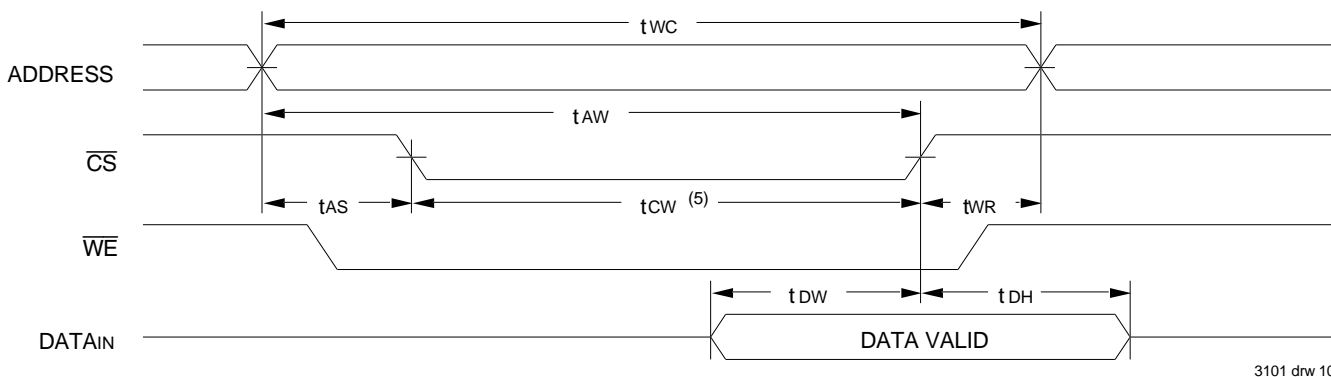 tWC
ADDRESS
tAW
CS
tAS
tCW (5)
tWR
WE
tDW
tDH
DATAIN
DATA VALID
3101 drw 10